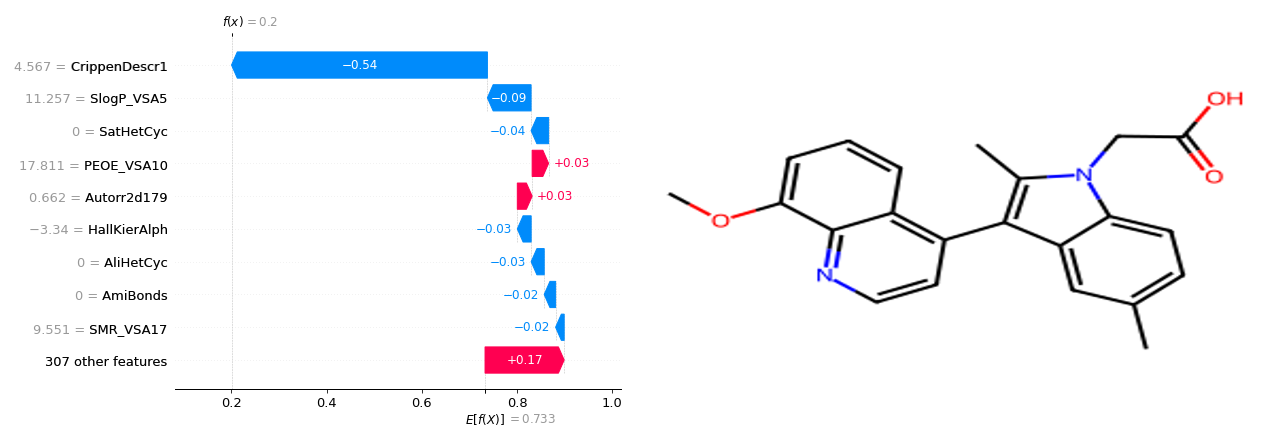 f(x) = 0.2
4.567 = CrippenDescr1
−0.54
11.257 = SlogP_VSA5
−0.09
0 = SatHetCyc
−0.04
17.811 = PEOE_VSA10
+0.03
0.662 = Autorr2d179
+0.03
−3.34 = HallKierAlph
−0.03
0 = AliHetCyc
−0.03
0 = AmiBonds
−0.02
9.551 = SMR_VSA17
−0.02
307 other features
+0.17
0.2 0.4 0.6 0.8 1.0
E[f(X)] = 0.733
OH
O
N
O
N